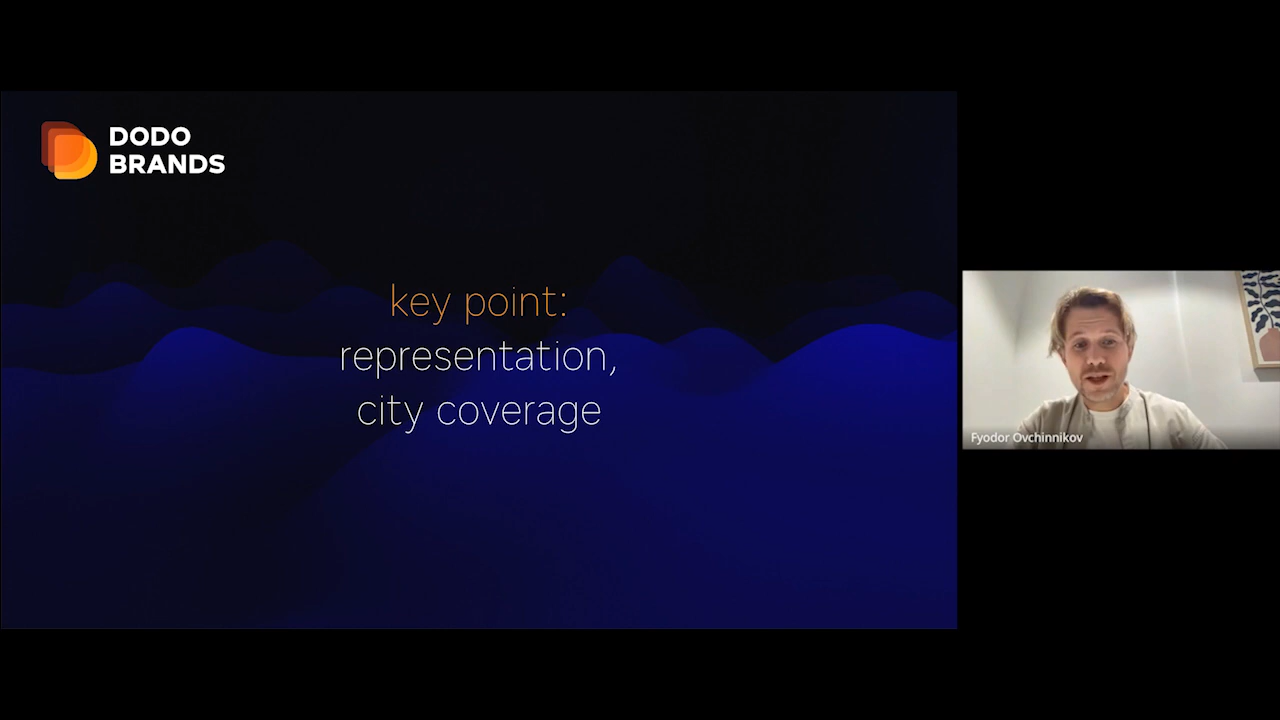 DODO
BRANDS
key point:
representation,
city coverage
Fyodor Ovchinnikov